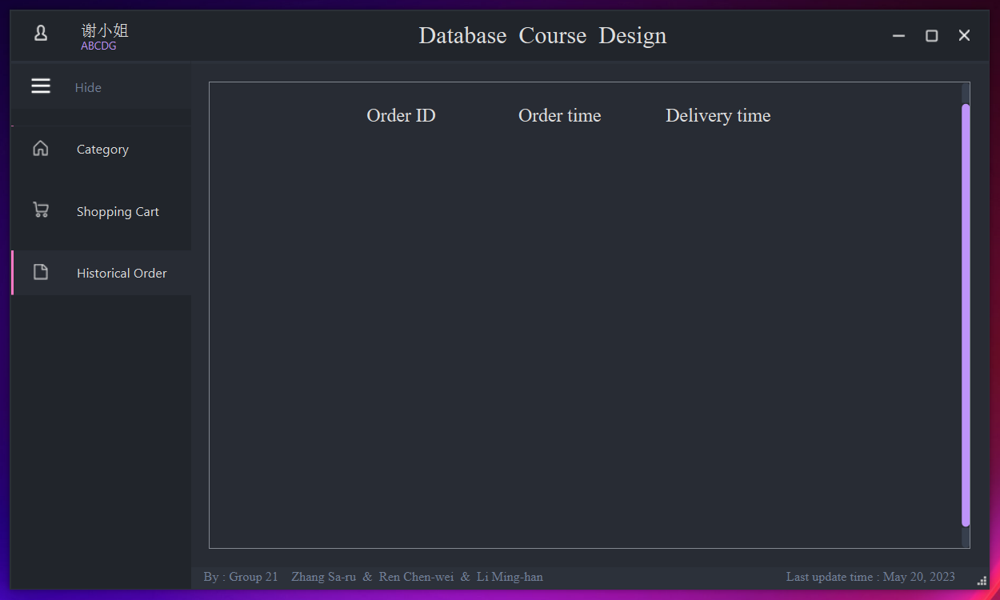 谢小姐
ABCDG
Database Course Design
Hide
Category
Shopping Cart
Historical Order
Order ID Order time Delivery time
By : Group 21 Zhang Sa-ru & Ren Chen-wei & Li Ming-han
Last update time : May 20, 2023